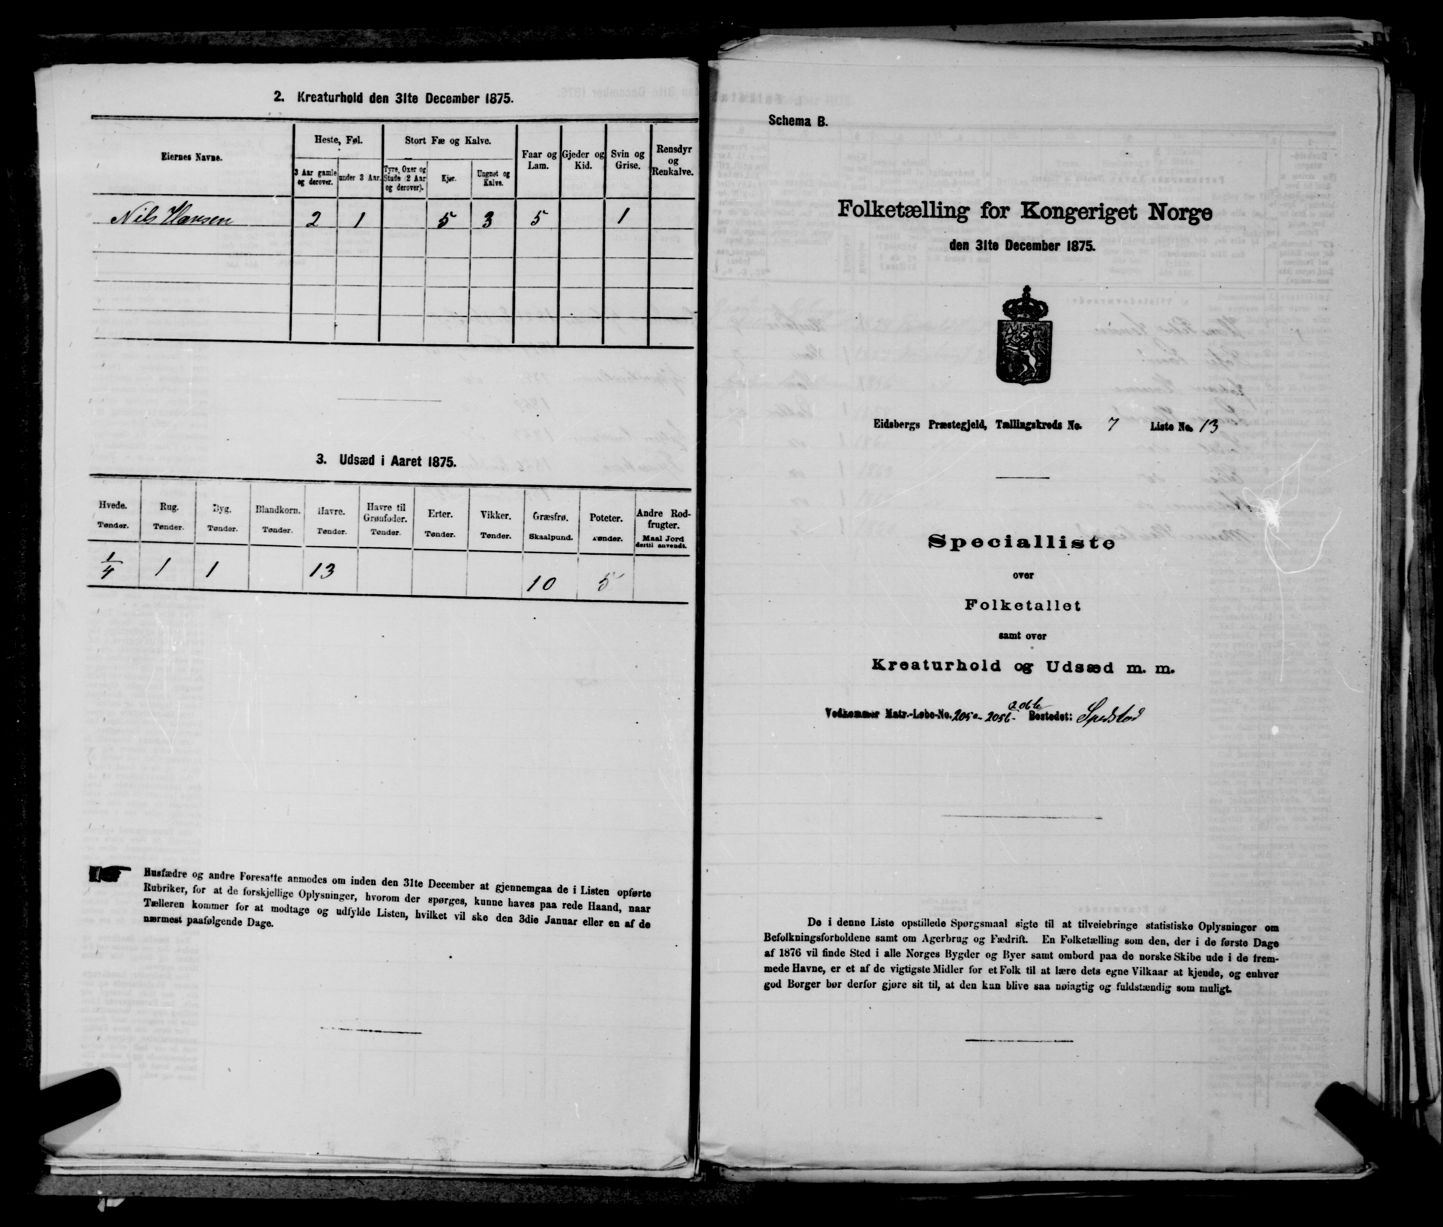 2. Kreaturhold den 31te December 1875.
Eiernes Navne.
Heste, Føl.
Stort Fæ og Kalve.
Faar og Lam.
Gjeder og Kid.
Svin og Grise.
Rensdyr og Renkalve.
3 Aar gamle og derover.
under 3 Aar.
Tyre, Oxer og Stude (2 Aar og derover).
Kjør.
Ungnøt og Kalve.
Nils Hansen 2 1 5 3 5 1
3. Udsæd i Aaret 1875.
Hvede. Rug. Byg. Blandkorn. Havre. Havre til Grønfoder. Erter. Vikker. Græsfrø. Poteter. Andre Rodfrugter.
Tønder. Tønder. Tønder. Tønder. Tønder. Tønder. Tønder. Tønder. Skaalpund. Tønder. Maal Jord dertil anvendt.
1/4 1 1 13 10 5
Husfædre og andre Foresatte anmodes om inden den 31te December at gjennemgaa de i Listen opførte
Rubriker, for at de forskjellige Oplysninger, hvorom der spørges, kunne haves paa rede Haand, naar
Tælleren kommer for at modtage og udfylde Listen, hvilket vil ske den 3die Januar eller en af de
nærmest paafølgende Dage.
Schema B.
Folketælling for Kongeriget Norge
den 31te December 1875.
Eidsbergs Præstegjeld, Tællingskreds No. 7 Liste No. 13
Specialliste
over
Folketallet
samt over
Kreaturhold og Udsæd m. m.
206b
Vedkommer Matr.-Løbe-No. 205a- 205b- Bostedet: Spydstad
De i denne Liste opstillede Spørgsmaal sigte til at tilveiebringe statistiske Oplysninger om
Befolkningsforholdene samt om Agerbrug og Fædrift. En Folketælling som den, der i de første Dage
af 1876 vil finde Sted i alle Norges Bygder og Byer samt ombord paa de norske Skibe ude i de frem-
mede Havne, er et af de vigtigste Midler for et Folk til at lære dets egne Vilkaar at kjende, og enhver
god Borger bør derfor gjøre sit til, at den kan blive saa nøiagtig og fuldstændig som muligt.